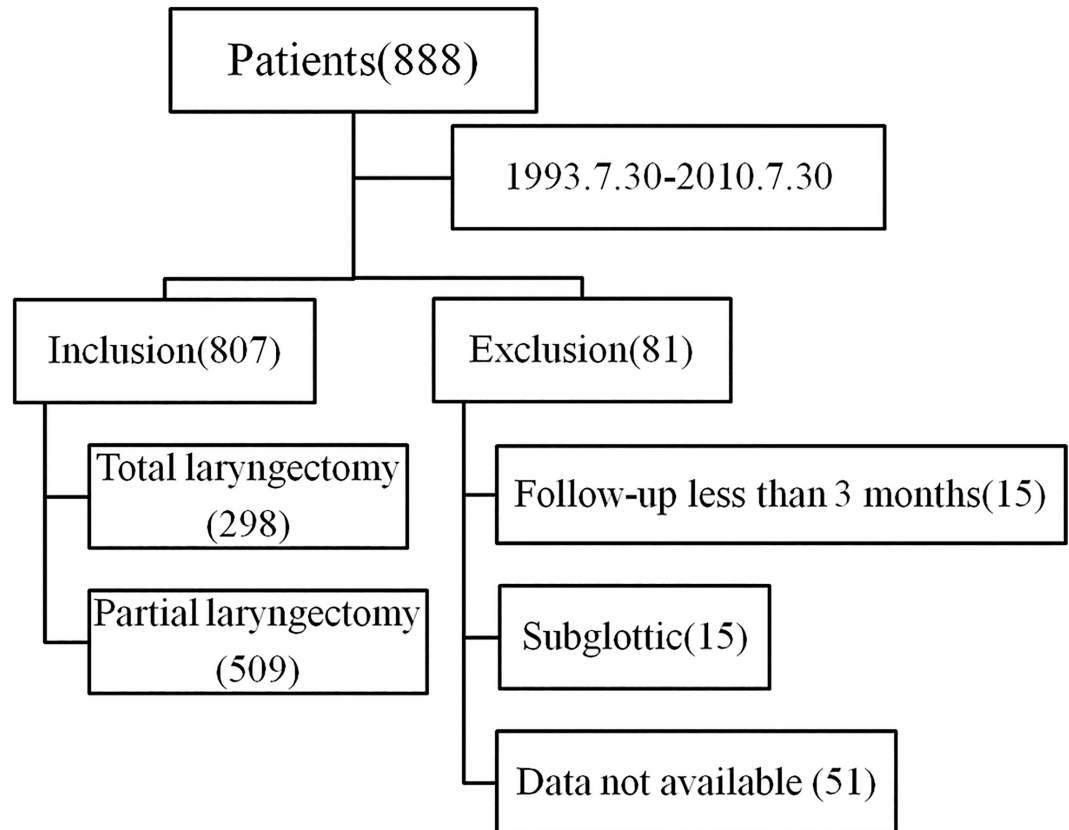 Patients(888)
1993.7.30-2010.7.30
Inclusion(807)
Exclusion(81)
Total laryngectomy
(298)
Partial laryngectomy
(509)
Follow-up less than 3 months(15)
Subglottic(15)
Data not available (51)